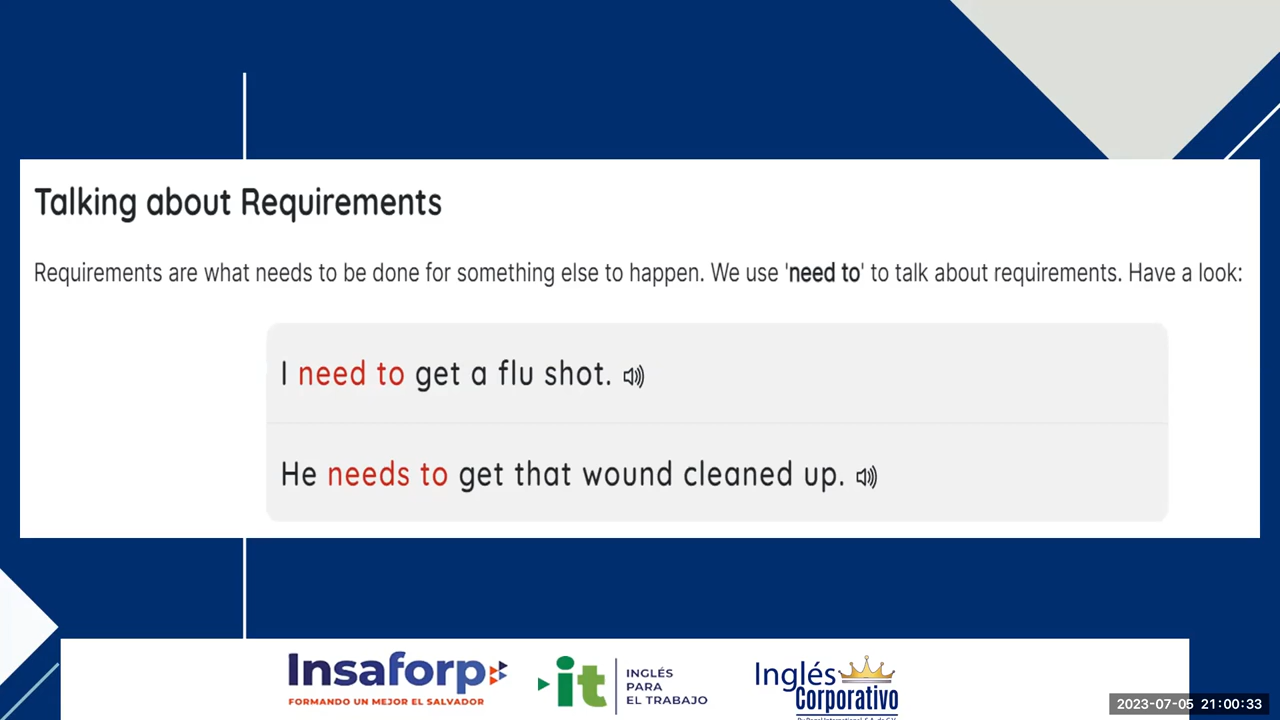 Talking about Requirements
Requirements are what needs to be done for something else to happen. We use 'need to' to talk about requirements. Have a look:
I need to get a flu shot.
He needs to get that wound cleaned up.
Insaforp
FORMANDO UN MEJOR EL SALVADOR
it
INGLÉS
PARA
EL TRABAJO
Inglés
Corporativo
2023-07-05 21:00:33